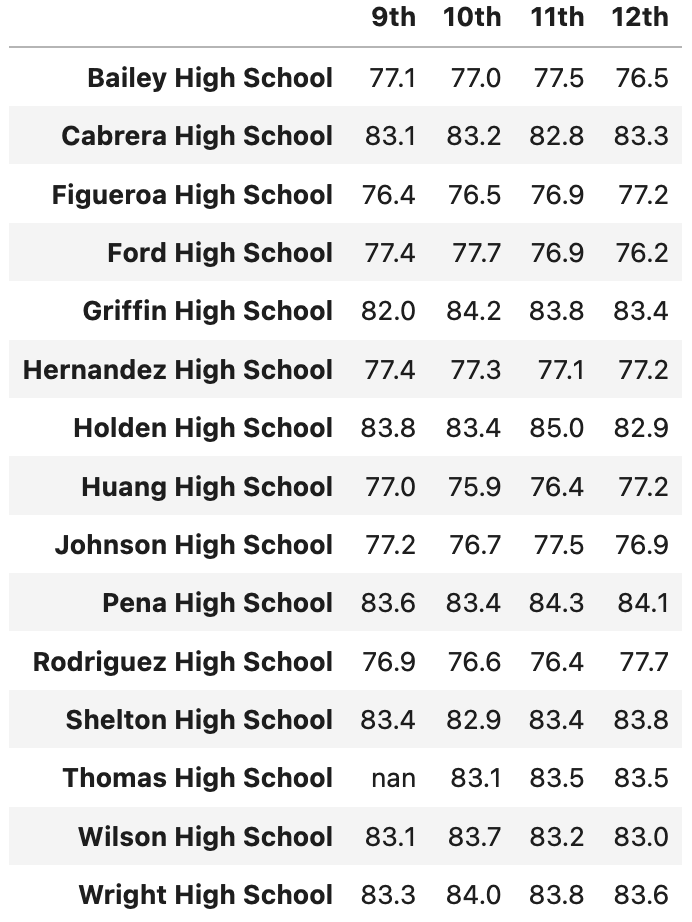 9th 10th 11th 12th
Bailey High School 77.1 77.0 77.5 76.5
Cabrera High School 83.1 83.2 82.8 83.3
Figueroa High School 76.4 76.5 76.9 77.2
Ford High School 77.4 77.7 76.9 76.2
Griffin High School 82.0 84.2 83.8 83.4
Hernandez High School 77.4 77.3 77.1 77.2
Holden High School 83.8 83.4 85.0 82.9
Huang High School 77.0 75.9 76.4 77.2
Johnson High School 77.2 76.7 77.5 76.9
Pena High School 83.6 83.4 84.3 84.1
Rodriguez High School 76.9 76.6 76.4 77.7
Shelton High School 83.4 82.9 83.4 83.8
Thomas High School nan 83.1 83.5 83.5
Wilson High School 83.1 83.7 83.2 83.0
Wright High School 83.3 84.0 83.8 83.6